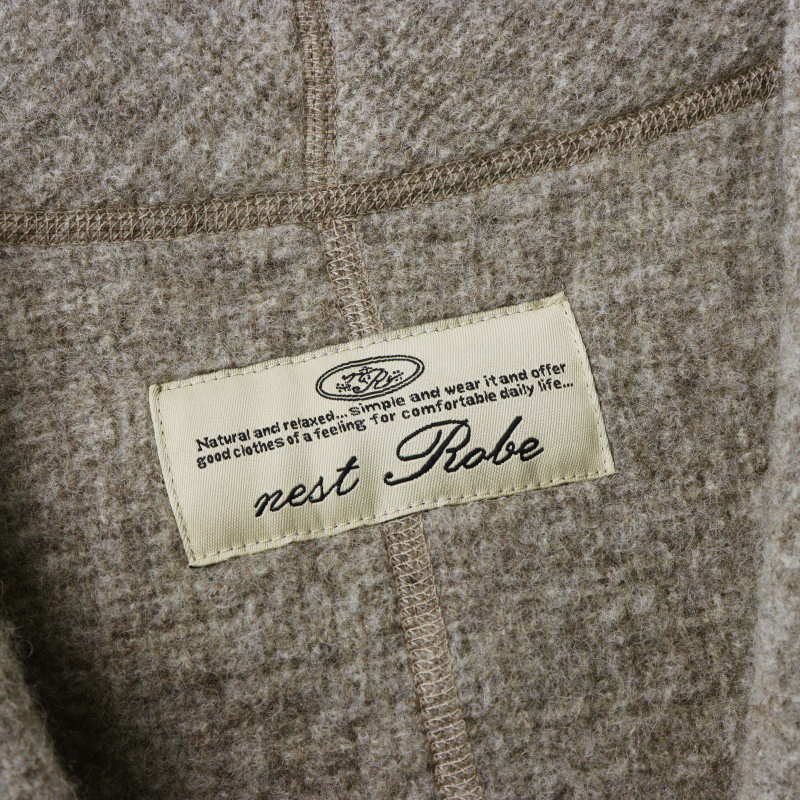 n R
Natural and relaxed... simple and wear it and offer
good clothes of a feeling for comfortable daily life...
nest Robe